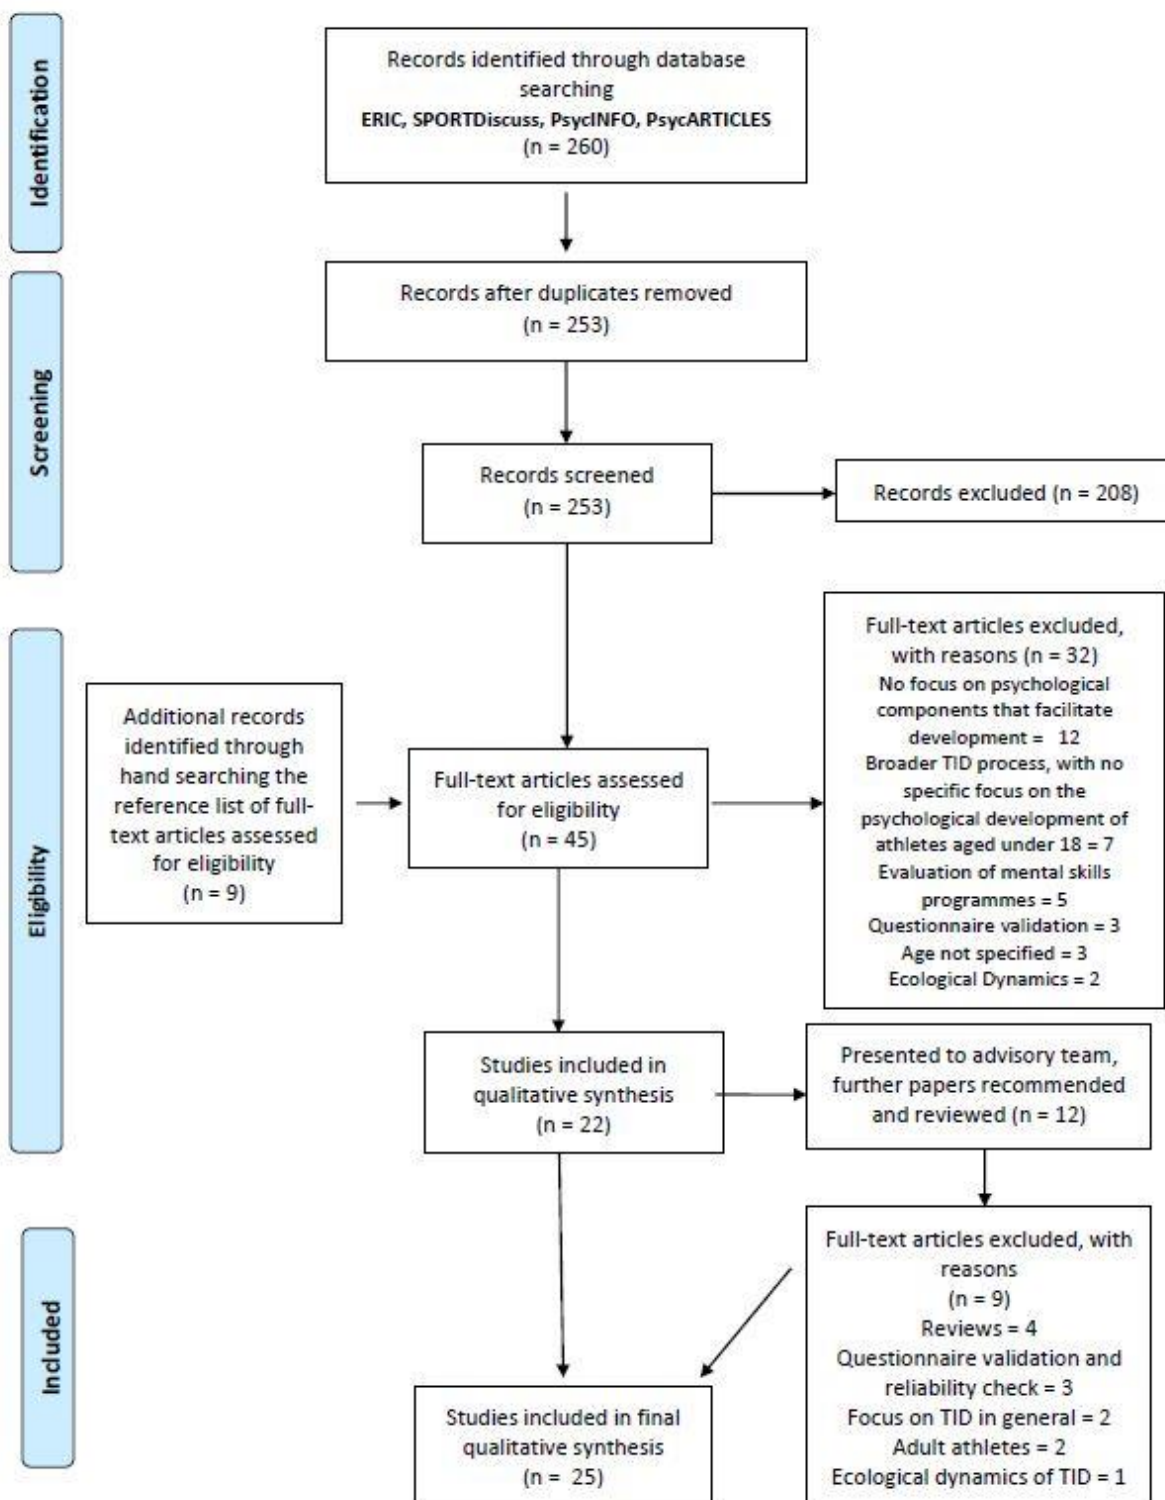 Identification
Records identified through database
searching
ERIC, SPORTDiscuss, PsycINFO, PsycARTICLES
(n = 260)
Screening
Records after duplicates removed
(n = 253)
Records screened
(n = 253)
Records excluded (n = 208)
Eligibility
Additional records
identified through
hand searching the
reference list of full-
text articles assessed
for eligibility
(n = 9)
Full-text articles assessed
for eligibility
(n = 45)
Full-text articles excluded,
with reasons (n = 32)
No focus on psychological
components that facilitate
development = 12
Broader TID process, with no
specific focus on the
psychological development of
athletes aged under 18 = 7
Evaluation of mental skills
programmes = 5
Questionnaire validation = 3
Age not specified = 3
Ecological Dynamics = 2
Studies included in
qualitative synthesis
(n = 22)
Presented to advisory team,
further papers recommended
and reviewed (n = 12)
Included
Full-text articles excluded, with
reasons
(n = 9)
Reviews = 4
Questionnaire validation and
reliability check = 3
Focus on TID in general = 2
Adult athletes = 2
Ecological dynamics of TID = 1
Studies included in final
qualitative synthesis
(n = 25)